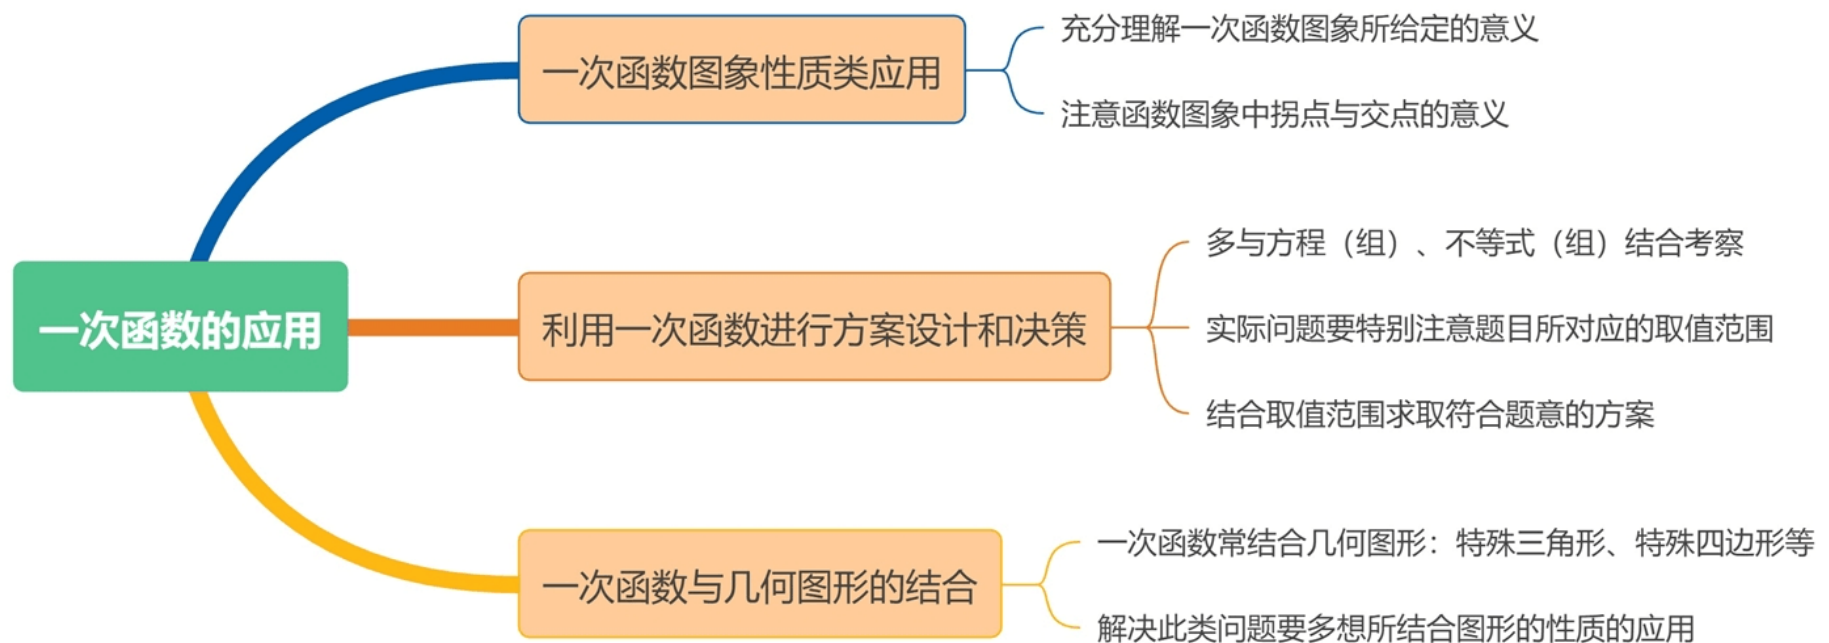 一次函数的应用
一次函数图象性质类应用
充分理解一次函数图象所给定的意义
注意函数图象中拐点与交点的意义
利用一次函数进行方案设计和决策
多与方程（组）、不等式（组）结合考察
实际问题要特别注意题目所对应的取值范围
结合取值范围求取符合题意的方案
一次函数与几何图形的结合
一次函数常结合几何图形：特殊三角形、特殊四边形等
解决此类问题要多想所结合图形的性质的应用